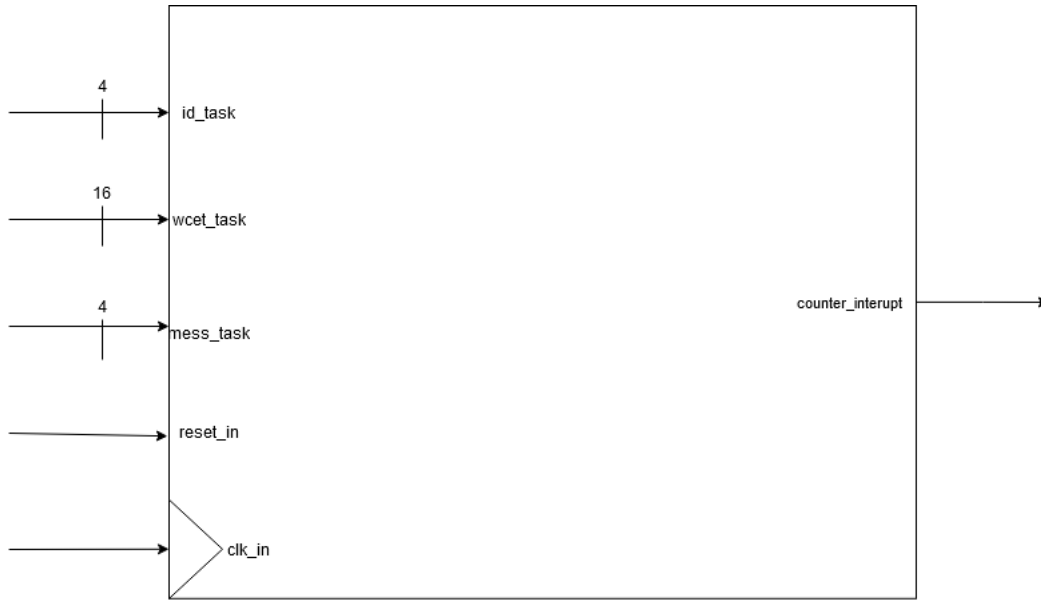 4
id_task
16
wcet_task
counter_interupt
4
mess_task
reset_in
clk_in